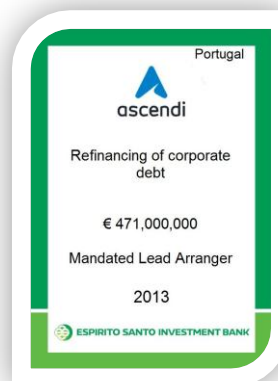 Portugal
ascendi
Refinancing of corporate
debt
€ 471,000,000
Mandated Lead Arranger
2013
ESPIRITO SANTO INVESTMENT BANK